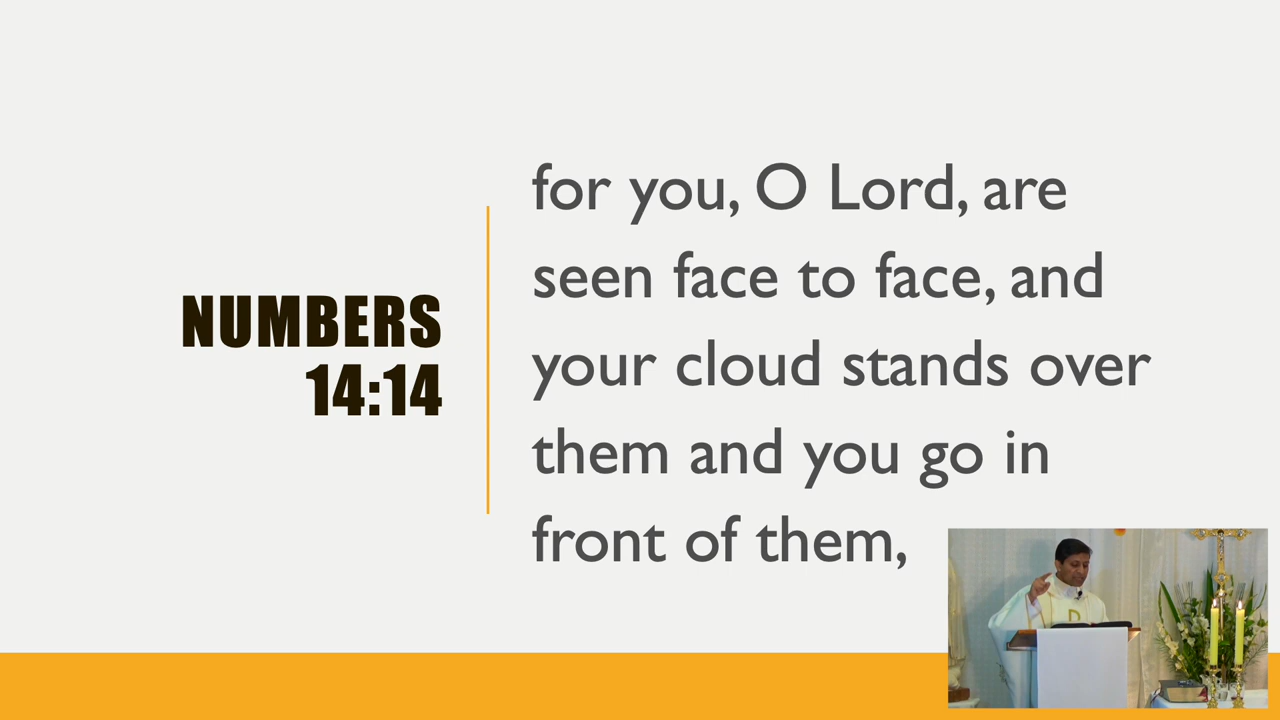 NUMBERS
14:14
for you, O Lord, are
seen face to face, and
your cloud stands over
them and you go in
front of them,